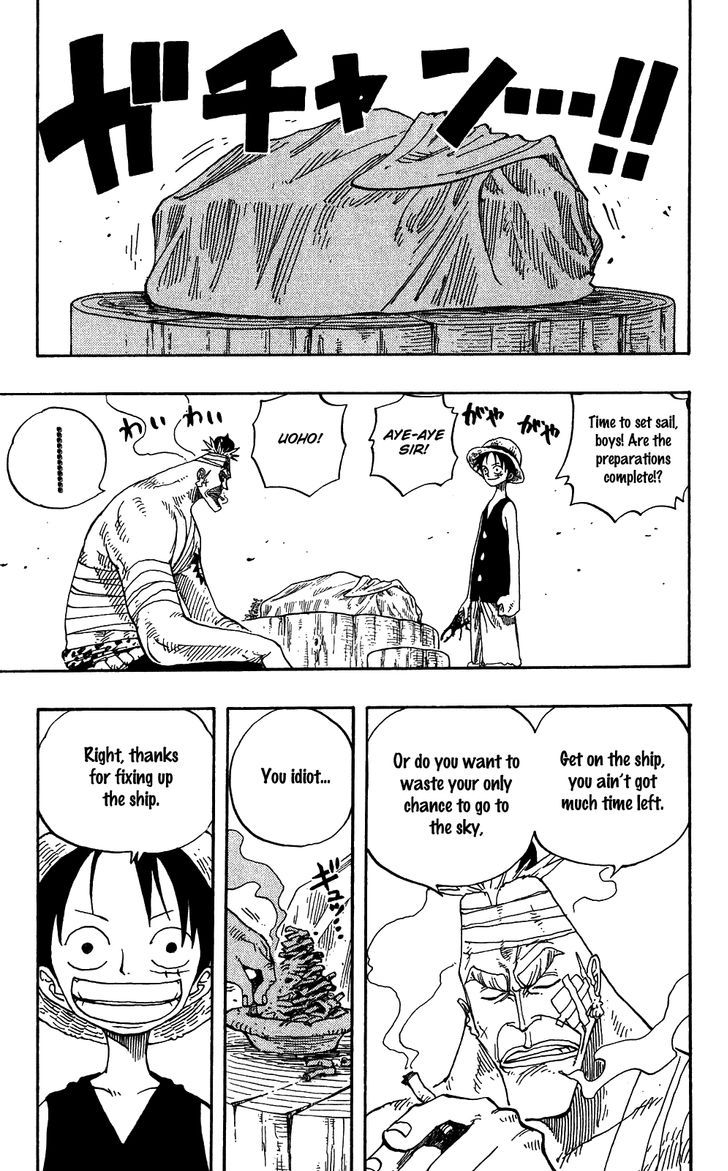 ガチャン…!!
Time to set sail,
boys! Are the
preparations
complete!?
がや
がや
AYE-AYE
SIR!
UOHO!
わい
わい
Get on the ship,
you ain't got
much time left.
Or do you want to
waste your only
chance to go to
the sky,
You idiot...
ギュッ…
Right, thanks
for fixing up
the ship.